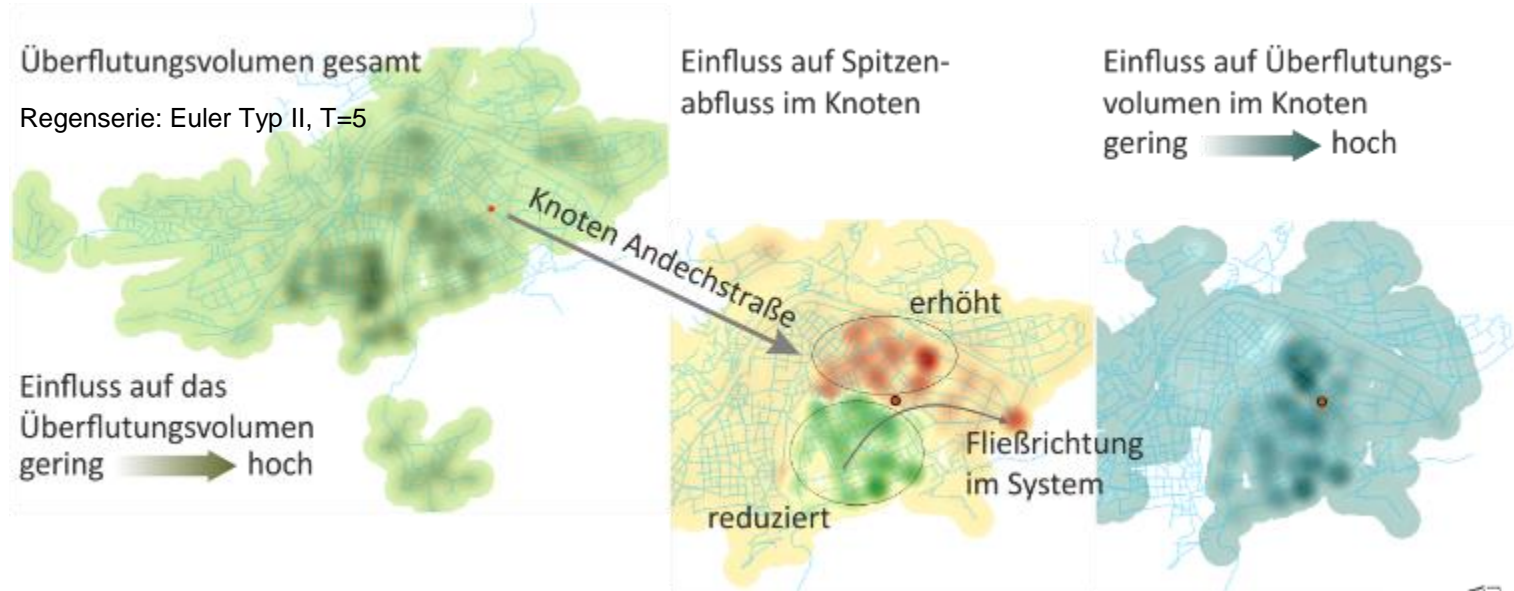 Überflutungsvolumen gesamt
Regenserie: Euler Typ II, T=5
Einfluss auf das
Überflutungsvolumen
gering hoch
Knoten Andechstraße
Einfluss auf Spitzen-
abfluss im Knoten
erhöht
Fließrichtung
im System
reduziert
Einfluss auf Überflutungs-
volumen im Knoten
gering hoch